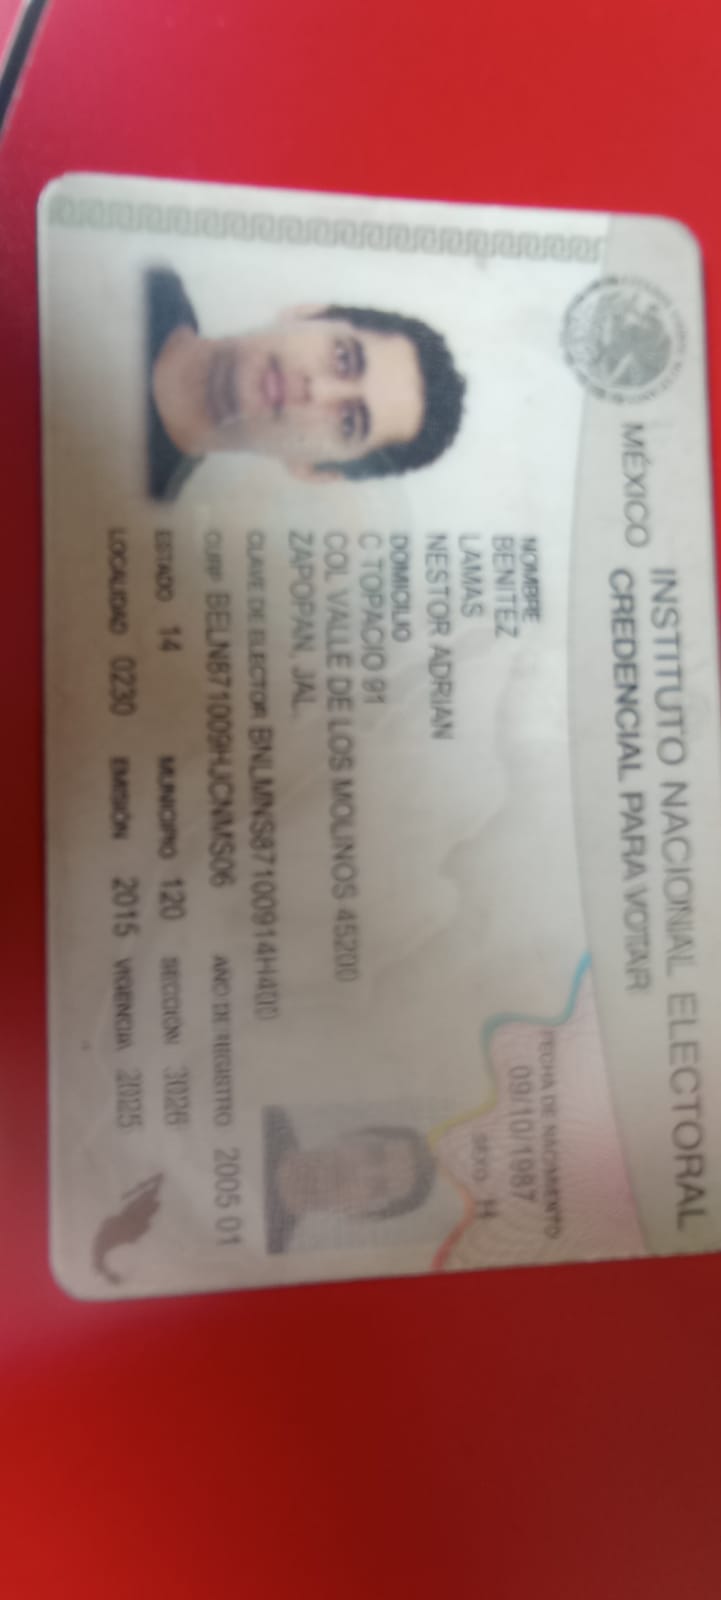 MÉXICO INSTITUTO NACIONAL ELECTORAL
CREDENCIAL PARA VOTAR
NOMBRE
BENITEZ
LAMAS
NESTOR ADRIAN
FECHA DE NACIMIENTO
09/10/1987
SEXO H
DOMICILIO
C TOPACIO 91
COL VALLE DE LOS MOLINOS 45200
ZAPOPAN, JAL.
CLAVE DE ELECTOR BNLMNS87100914H400
CURP BELN871009HJCNMS06 AÑO DE REGISTRO 2005 01
ESTADO 14 MUNICIPIO 120 SECCIÓN 3026
LOCALIDAD 0230 EMISIÓN 2015 VIGENCIA 2025